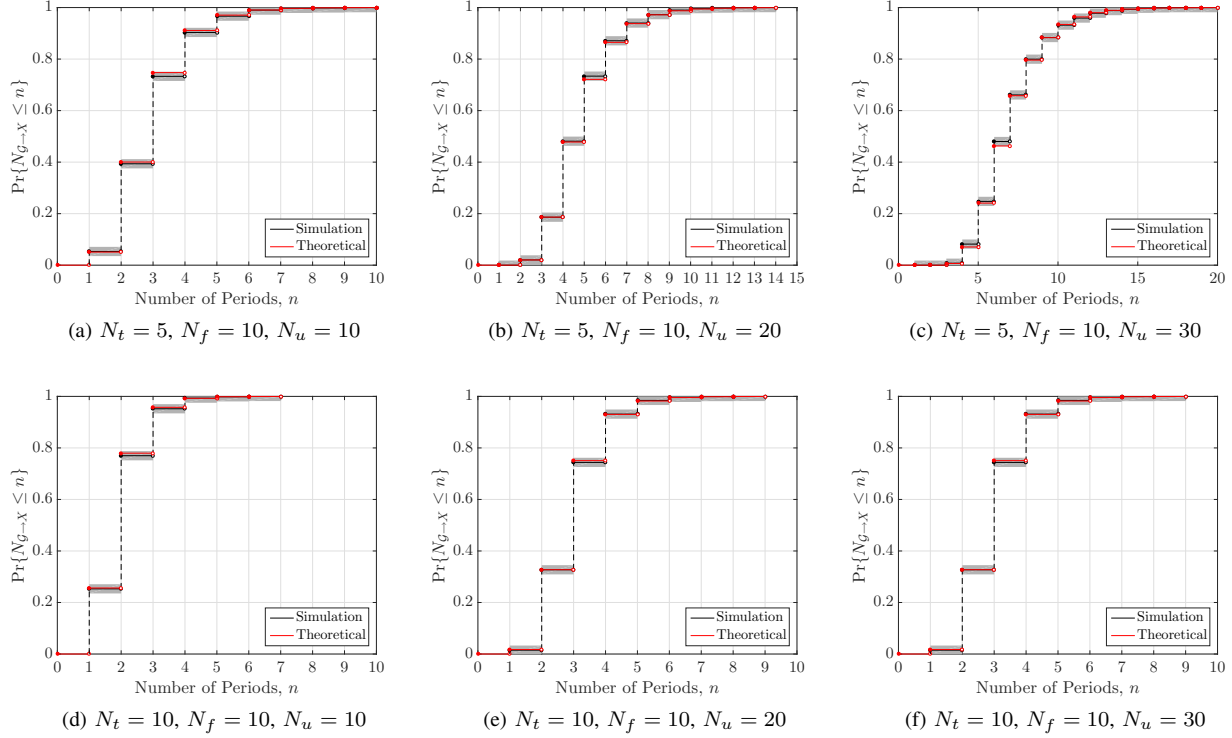 1
0.8
0.6
0.4
0.2
0
Pr{N_{𝒢→X} ≤ n}
Simulation
Theoretical
0 1 2 3 4 5 6 7 8 9 10
Number of Periods, n
(a) N_t = 5, N_f = 10, N_u = 10
1
0.8
0.6
0.4
0.2
0
Pr{N_{𝒢→X} ≤ n}
Simulation
Theoretical
0 1 2 3 4 5 6 7 8 9 10 11 12 13 14 15
Number of Periods, n
(b) N_t = 5, N_f = 10, N_u = 20
1
0.8
0.6
0.4
0.2
0
Pr{N_{𝒢→X} ≤ n}
Simulation
Theoretical
0 5 10 15 20
Number of Periods, n
(c) N_t = 5, N_f = 10, N_u = 30
1
0.8
0.6
0.4
0.2
0
Pr{N_{𝒢→X} ≤ n}
Simulation
Theoretical
0 1 2 3 4 5 6 7 8 9 10
Number of Periods, n
(d) N_t = 10, N_f = 10, N_u = 10
1
0.8
0.6
0.4
0.2
0
Pr{N_{𝒢→X} ≤ n}
Simulation
Theoretical
0 1 2 3 4 5 6 7 8 9 10
Number of Periods, n
(e) N_t = 10, N_f = 10, N_u = 20
1
0.8
0.6
0.4
0.2
0
Pr{N_{𝒢→X} ≤ n}
Simulation
Theoretical
0 1 2 3 4 5 6 7 8 9 10
Number of Periods, n
(f) N_t = 10, N_f = 10, N_u = 30